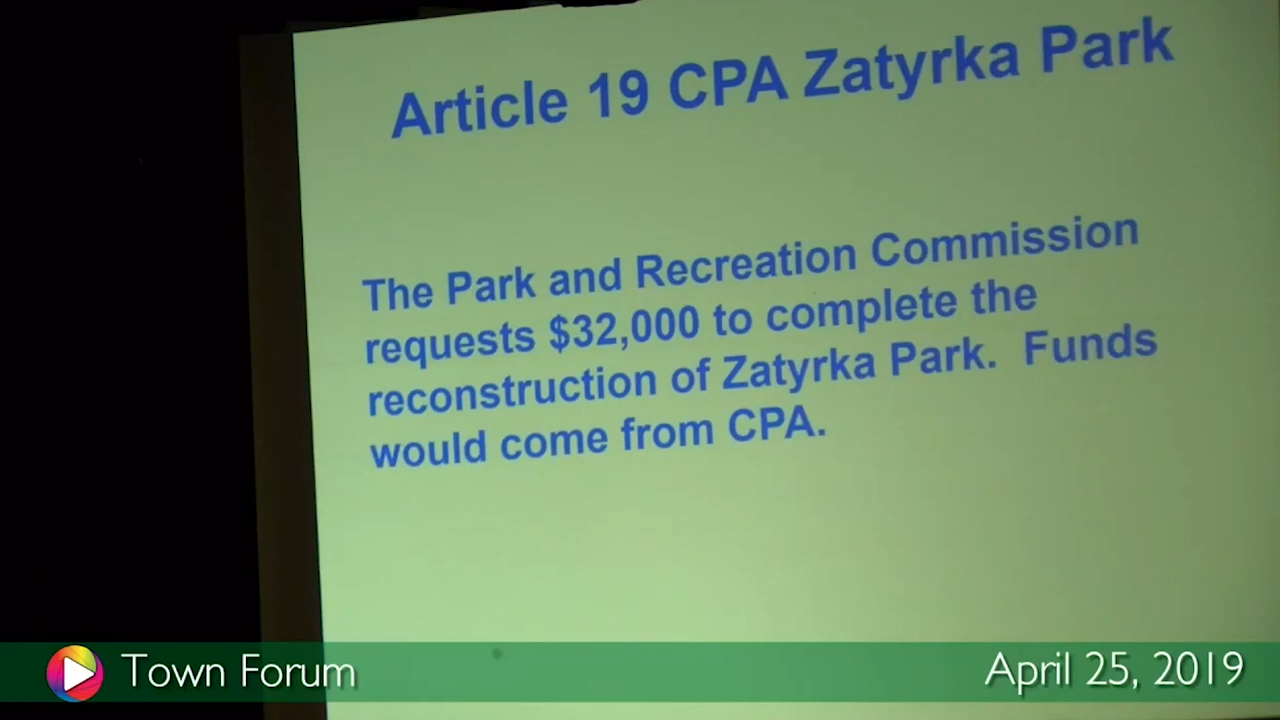 Article 19 CPA Zatyrka Park
The Park and Recreation Commission
requests $32,000 to complete the
reconstruction of Zatyrka Park. Funds
would come from CPA.
Town Forum
April 25, 2019